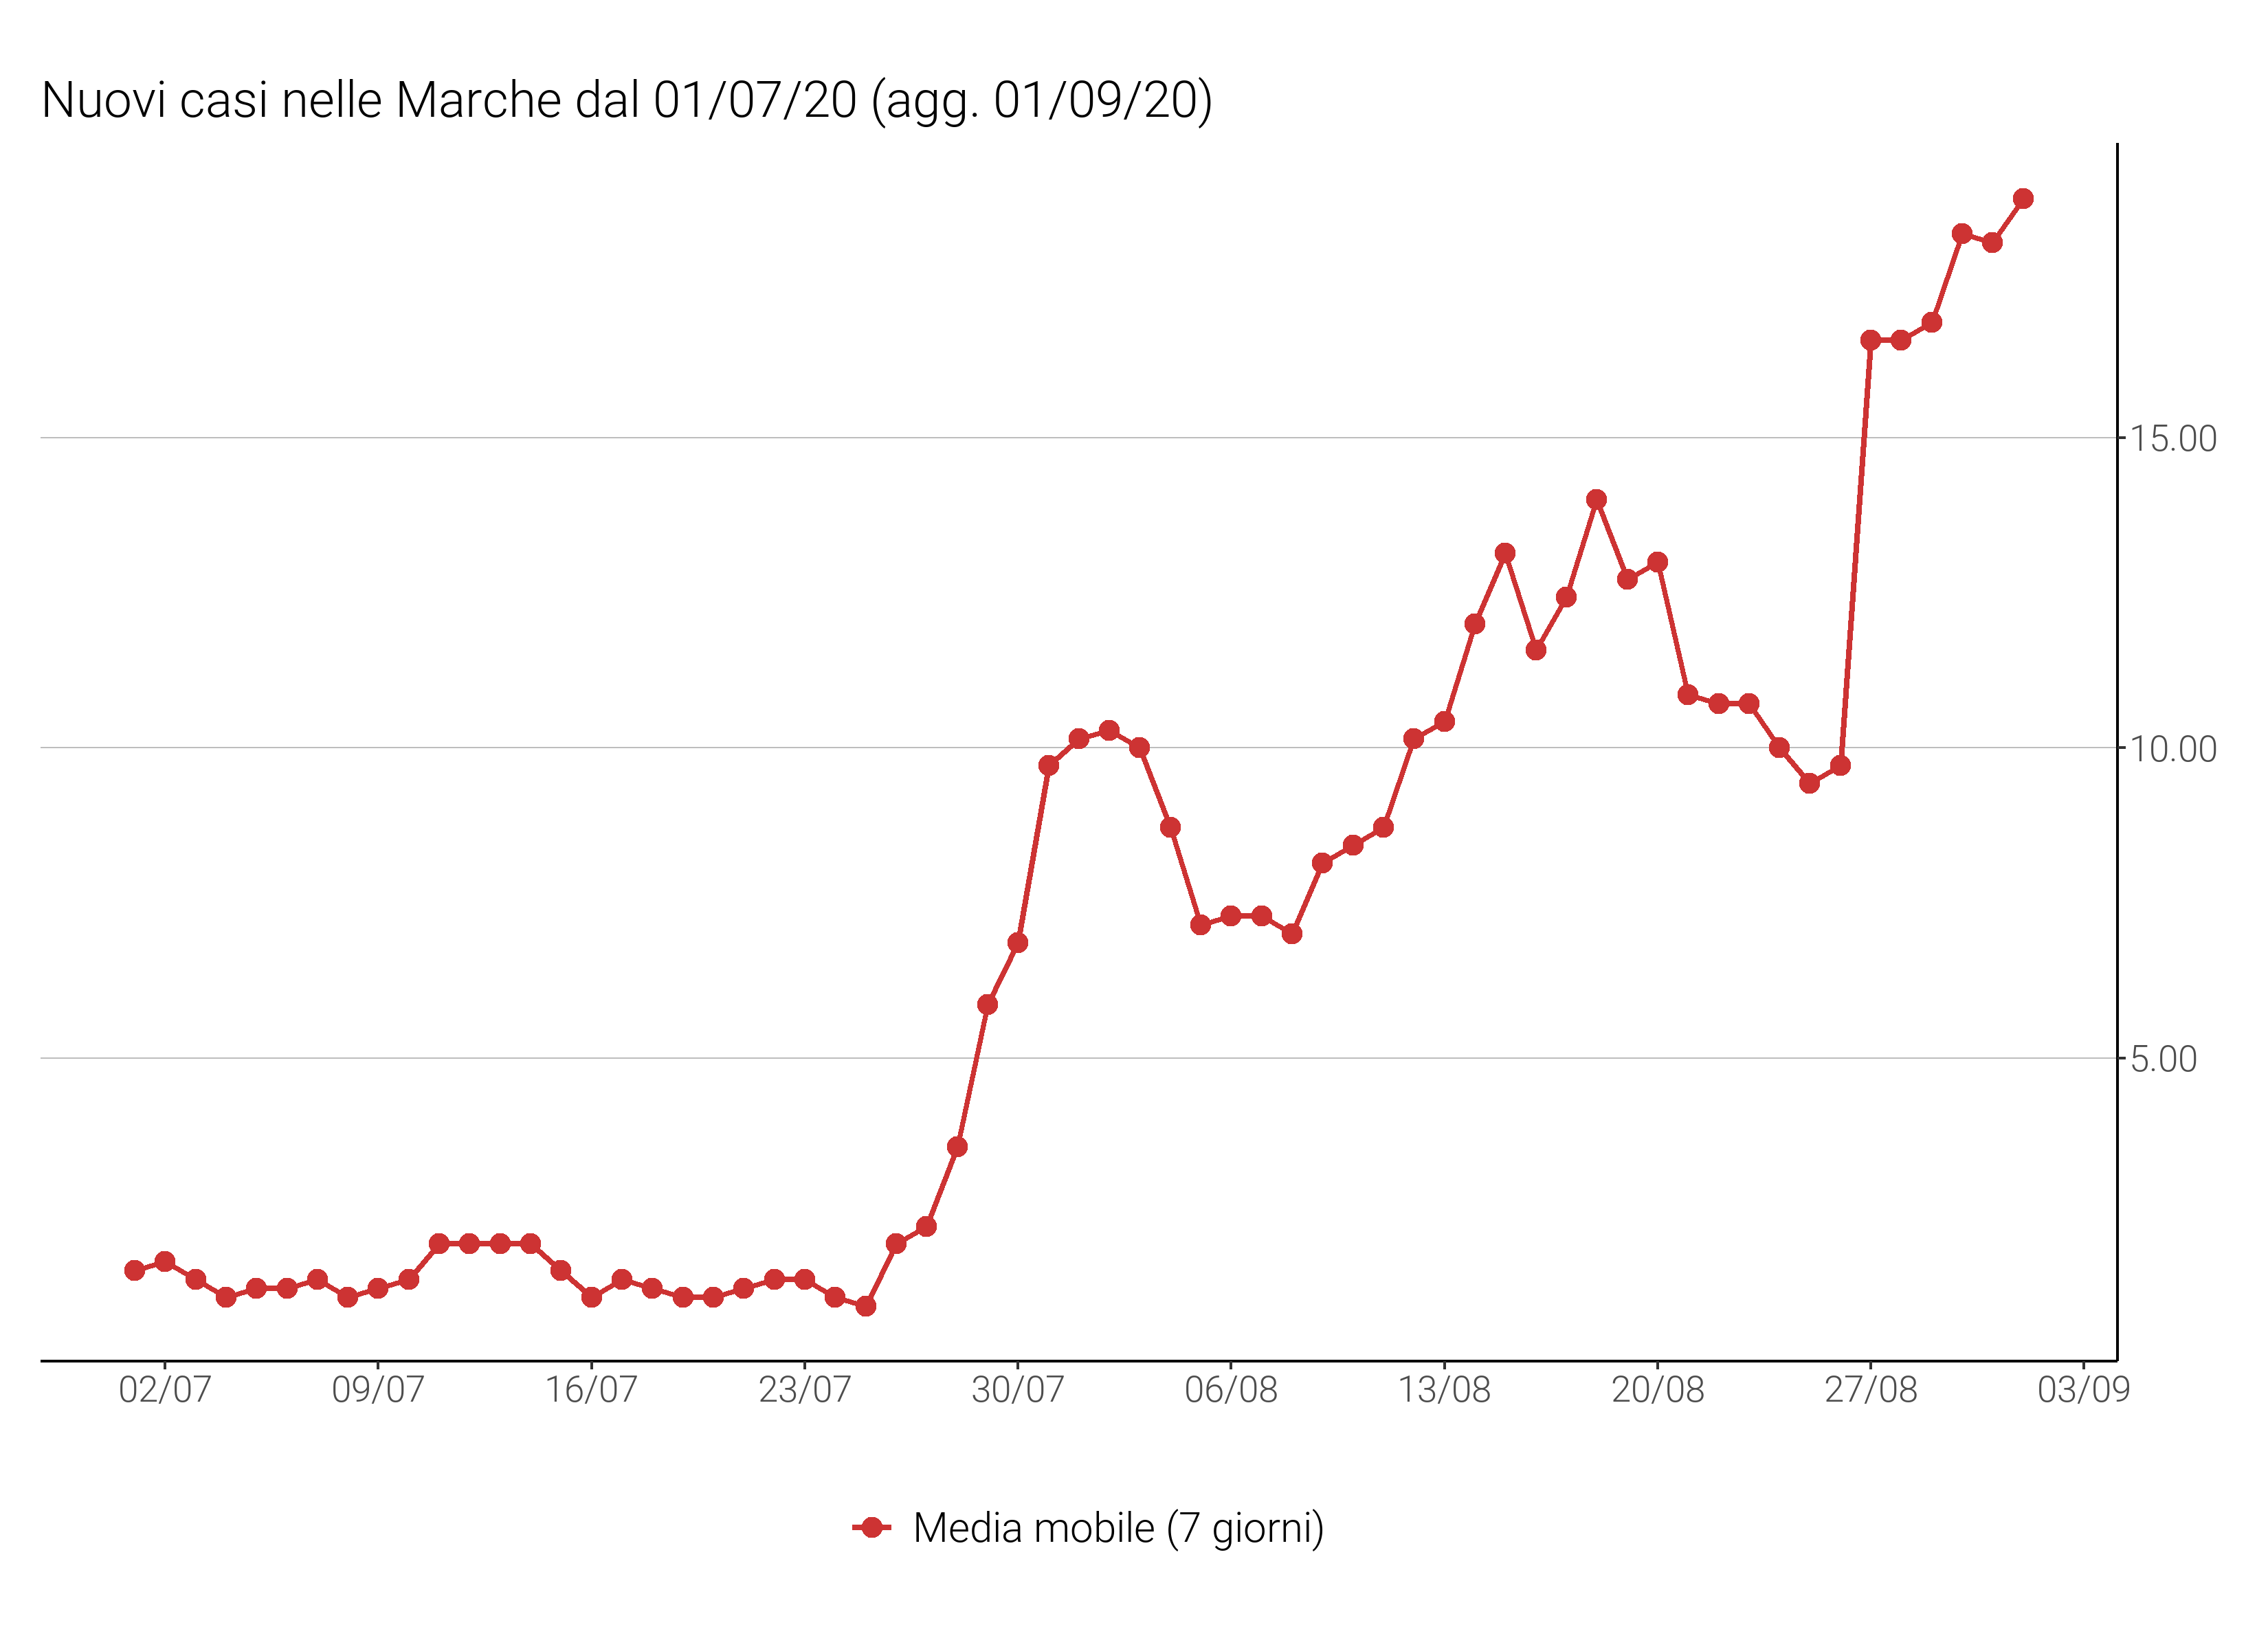 Nuovi casi nelle Marche dal 01/07/20 (agg. 01/09/20)
15.00
10.00
5.00
02/07 09/07 16/07 23/07 30/07 06/08 13/08 20/08 27/08 03/09
Media mobile (7 giorni)